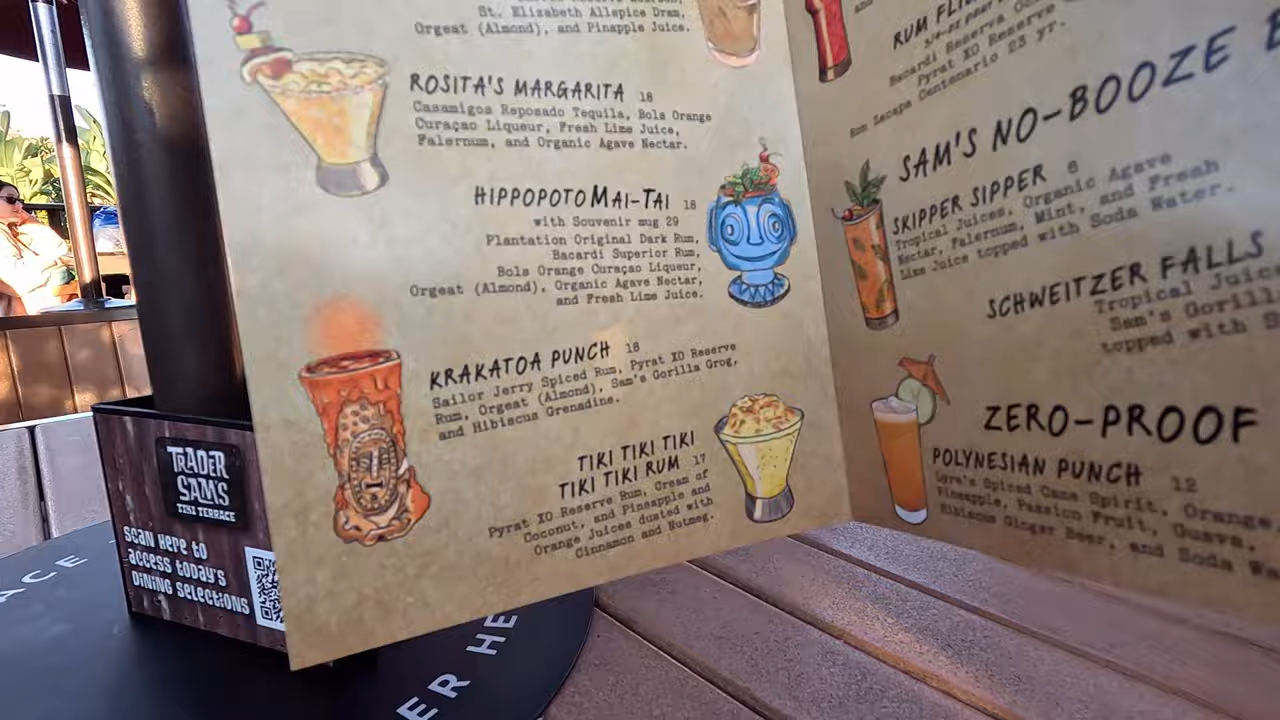 St. Elizabeth Allspice Dram,
Orgeat (Almond), and Pinapple Juice.
ROSITA'S MARGARITA 18
Casamigos Reposado Tequila, Bols Orange
Curaçao Liqueur, Fresh Lime Juice,
Falernum, and Organic Agave Nectar.
HIPPOPOTOMAI-TAI 18
with Souvenir mug 29
Plantation Original Dark Rum,
Bacardi Superior Rum,
Bols Orange Curaçao Liqueur,
Orgeat (Almond), Organic Agave Nectar,
and Fresh Lime Juice.
KRAKATOA PUNCH 18
Sailor Jerry Spiced Rum, Pyrat XO Reserve
Rum, Orgeat (Almond), Sam's Gorilla Grog,
and Hibiscus Grenadine.
TIKI TIKI TIKI
TIKI TIKI RUM 17
Pyrat XO Reserve Rum, Cream of
Coconut, and Pineapple and
Orange Juices dusted with
Cinnamon and Nutmeg.
and
RUM
Bacardi Reserva
Pyrat XO Reserve
Ron Zacapa Centenario 23 yr.
SAM'S NO-BOOZE
SKIPPER SIPPER 6
Tropical Juices, Organic Agave
Nectar, Falernum, Mint, and Fresh
Lime Juice topped with Soda Water.
SCHWEITZER FALLS
Tropical
Sam's
topped with
ZERO-PROOF
POLYNESIAN PUNCH 12
Lyre's Spiced Cane Spirit, Orange
Pineapple, Passion Fruit, Guava,
Hibiscus Ginger Beer, and Soda
TRADER
SAM'S
TIKI TERRACE
Scan Here to
access today's
Dining selections
ACE
ER HE